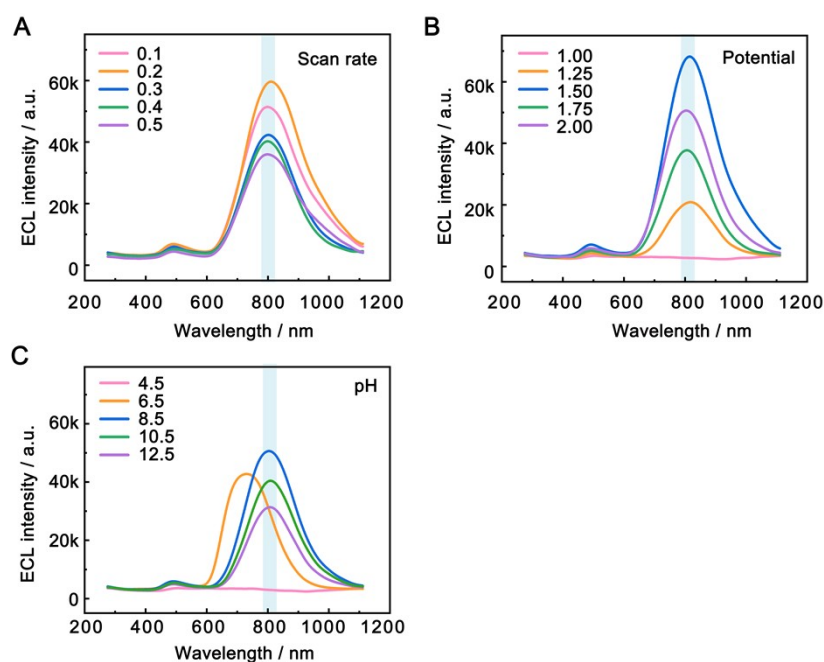 A
Scan rate
0.1
0.2
0.3
0.4
0.5
ECL intensity / a.u.
60k
40k
20k
0
200 400 600 800 1000 1200
Wavelength / nm
B
Potential
1.00
1.25
1.50
1.75
2.00
ECL intensity / a.u.
60k
40k
20k
0
200 400 600 800 1000 1200
Wavelength / nm
C
pH
4.5
6.5
8.5
10.5
12.5
ECL intensity / a.u.
60k
40k
20k
0
200 400 600 800 1000 1200
Wavelength / nm